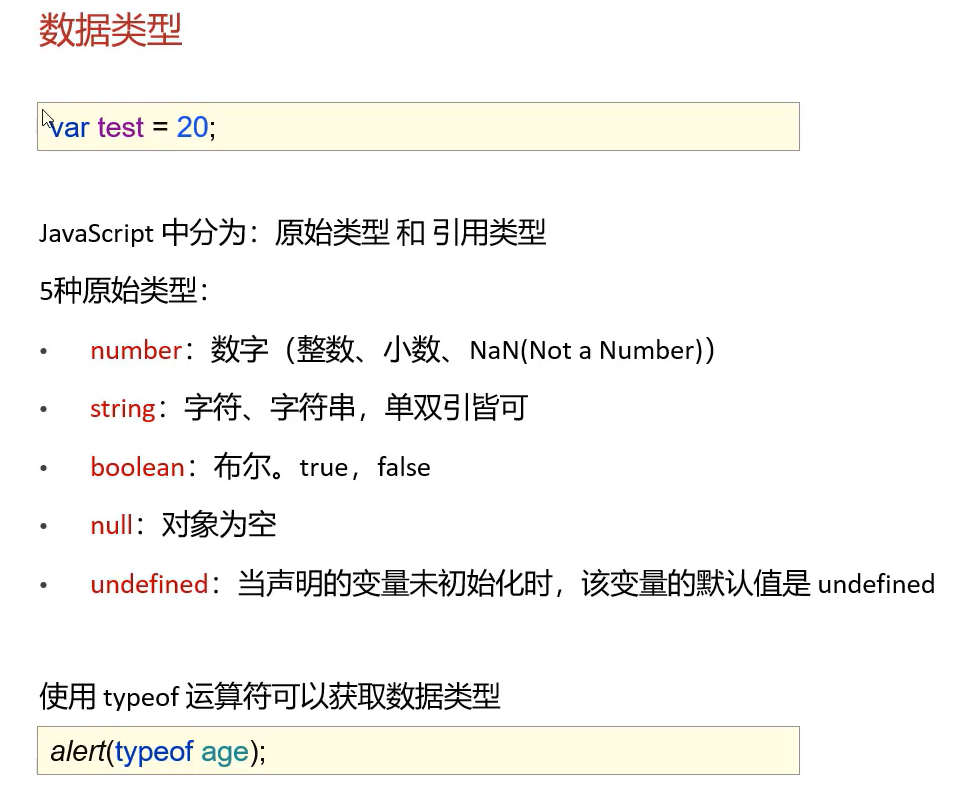 数据类型
var test = 20;
JavaScript 中分为：原始类型 和 引用类型
5种原始类型：
• number：数字（整数、小数、NaN(Not a Number)）
• string：字符、字符串，单双引皆可
• boolean：布尔。true，false
• null：对象为空
• undefined：当声明的变量未初始化时，该变量的默认值是 undefined
使用 typeof 运算符可以获取数据类型
alert(typeof age);